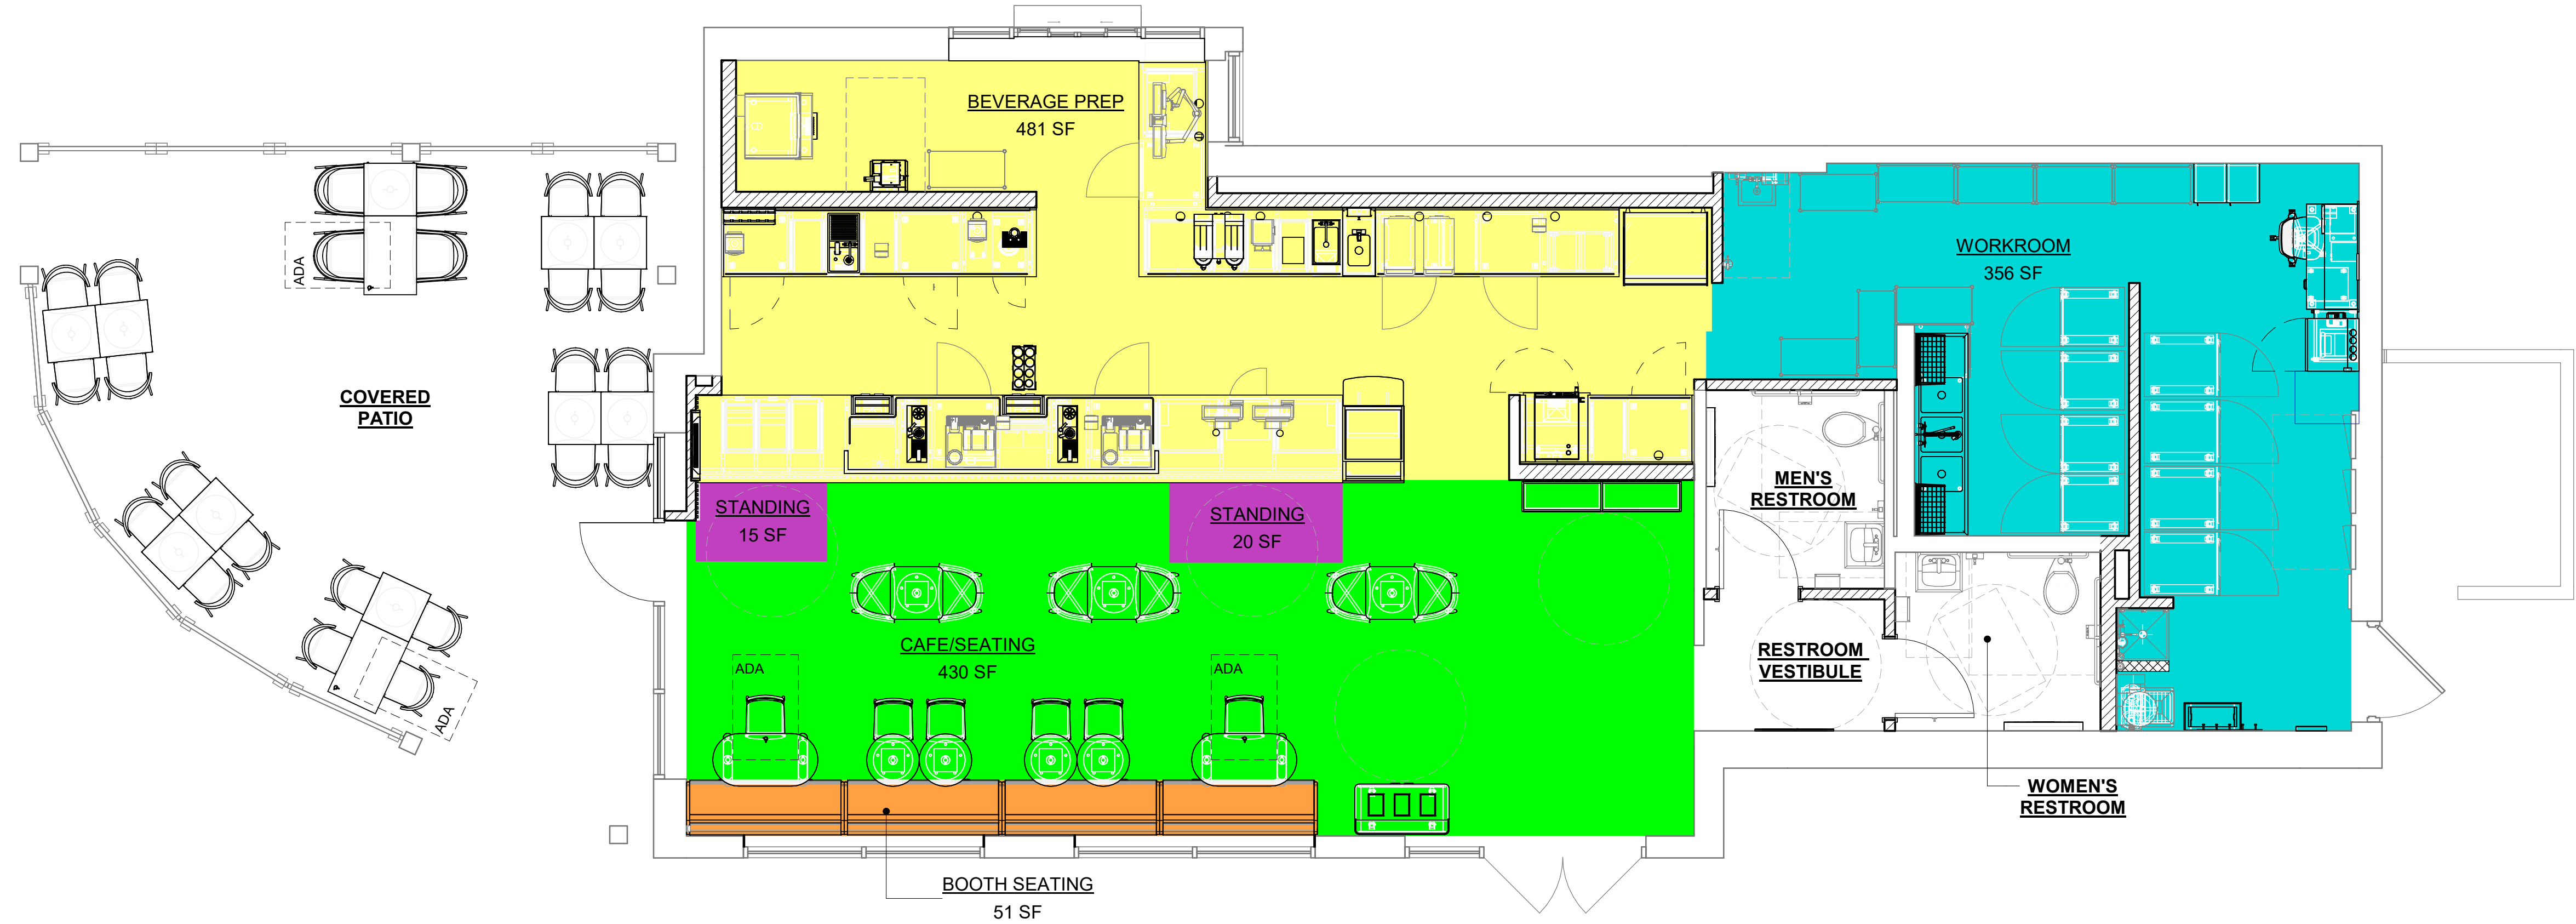 BEVERAGE PREP
481 SF
WORKROOM
356 SF
ADA
COVERED
PATIO
MEN'S
RESTROOM
STANDING
15 SF
STANDING
20 SF
CAFE/SEATING
430 SF
RESTROOM
VESTIBULE
ADA
ADA
ADA
WOMEN'S
RESTROOM
BOOTH SEATING
51 SF